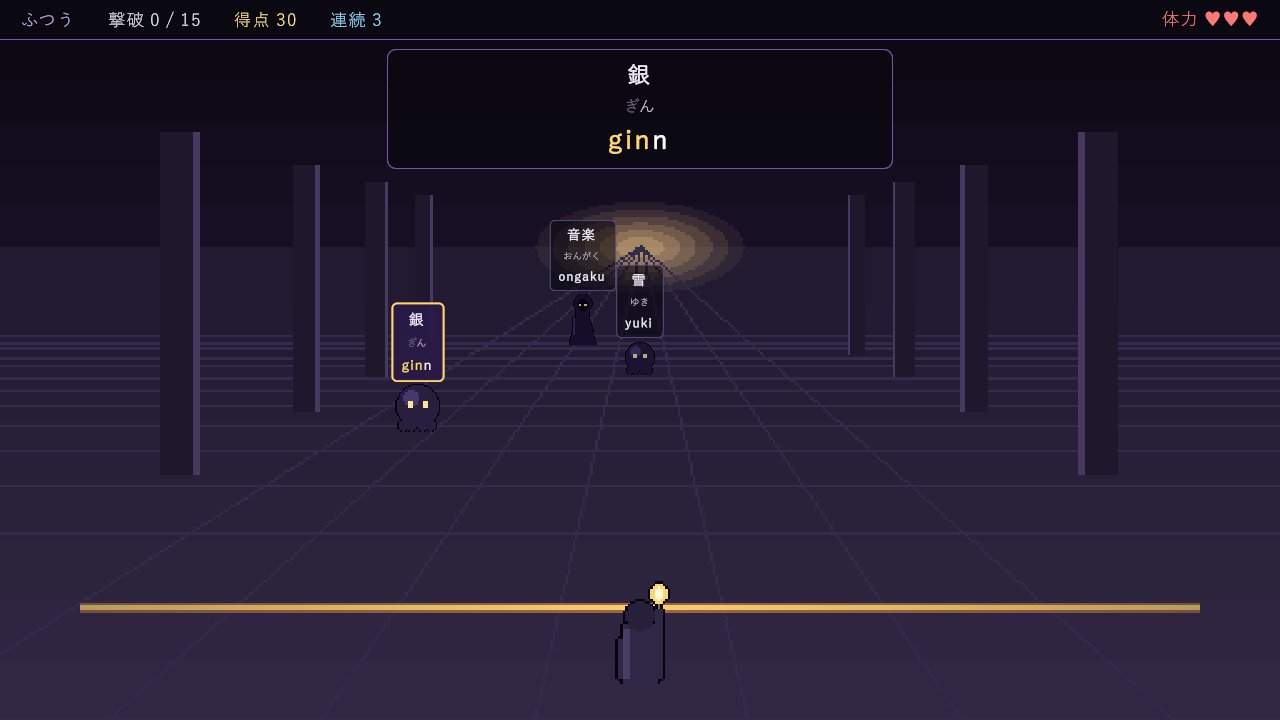 ふつう 撃破 0 / 15 得点 30 連続 3 体力 ♥♥♥
銀
ぎん
ginn
音楽
おんがく
ongaku
雪
ゆき
yuki
銀
ぎん
ginn